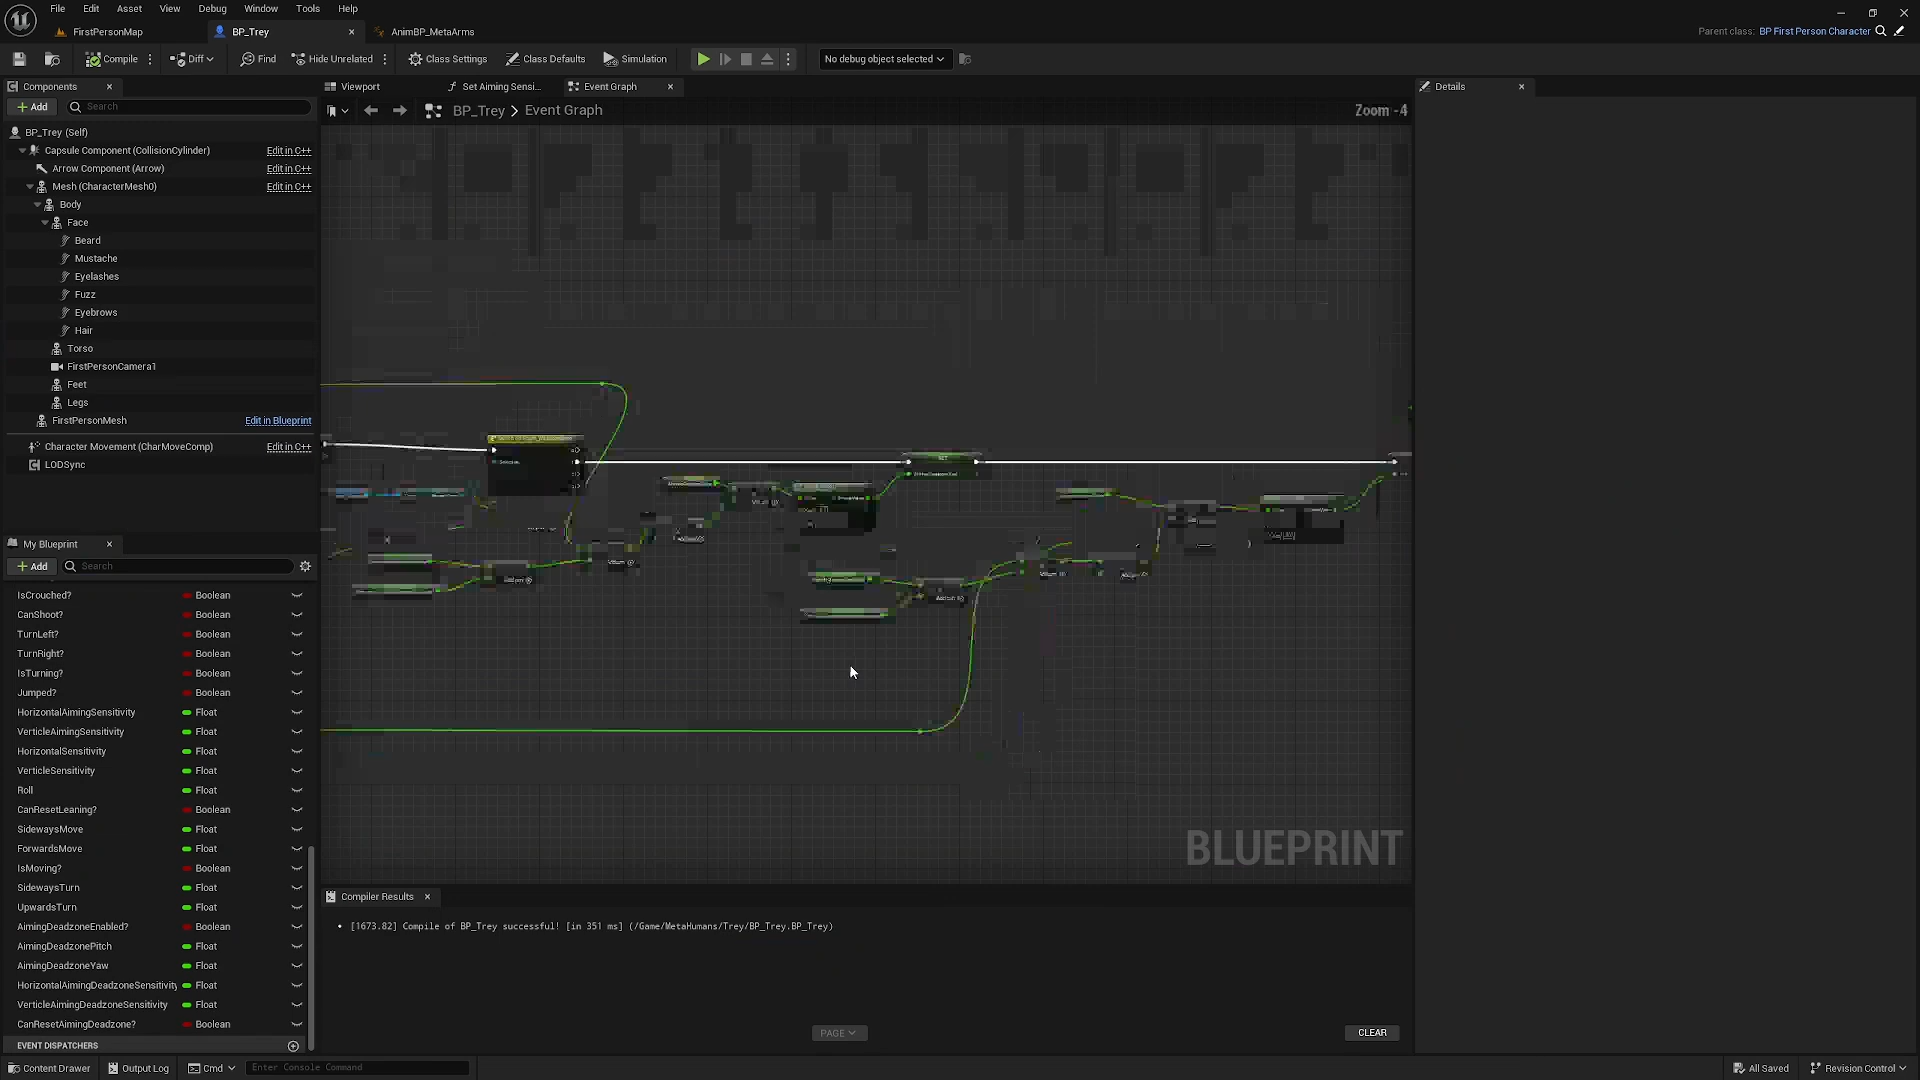 File Edit Asset View Debug Window Tools Help
FirstPersonMap
BP_Trey
AnimBP_MetaArms
Parent class: BP First Person Character
Compile
Diff
Find
Hide Unrelated
Class Settings
Class Defaults
Simulation
No debug object selected
Components
Add
Search
BP_Trey (Self)
Capsule Component (CollisionCylinder) Edit in C++
Arrow Component (Arrow) Edit in C++
Mesh (CharacterMesh0) Edit in C++
Body
Face
Beard
Mustache
Eyelashes
Fuzz
Eyebrows
Hair
Torso
FirstPersonCamera1
Feet
Legs
FirstPersonMesh Edit in Blueprint
Character Movement (CharMoveComp) Edit in C++
LODSync
My Blueprint
Add
Search
IsCrouched? Boolean
CanShoot? Boolean
TurnLeft? Boolean
TurnRight? Boolean
IsTurning? Boolean
Jumped? Boolean
HorizontalAimingSensitivity Float
VerticleAimingSensitivity Float
HorizontalSensitivity Float
VerticleSensitivity Float
Roll Float
CanResetLeaning? Boolean
SidewaysMove Float
ForwardsMove Float
IsMoving? Boolean
SidewaysTurn Float
UpwardsTurn Float
AimingDeadzoneEnabled? Boolean
AimingDeadzonePitch Float
AimingDeadzoneYaw Float
HorizontalAimingDeadzoneSensitivity Float
VerticleAimingDeadzoneSensitivity Float
CanResetAimingDeadzone? Boolean
EVENT DISPATCHERS
Viewport
Set Aiming Sensi...
Event Graph
BP_Trey > Event Graph
Zoom -4
SET
BLUEPRINT
Compiler Results
[1673.82] Compile of BP_Trey successful! [in 351 ms] (/Game/MetaHumans/Trey/BP_Trey.BP_Trey)
PAGE
CLEAR
Details
Content Drawer
Output Log
Cmd
Enter Console Command
All Saved
Revision Control